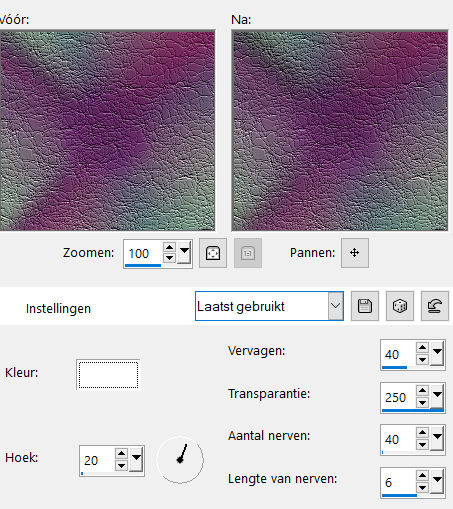 Vóór:
Na:
Zoomen:
100
Pannen:
Instellingen
Laatst gebruikt
Kleur:
Vervagen:
40
Transparantie:
250
Hoek:
20
Aantal nerven:
40
Lengte van nerven:
6